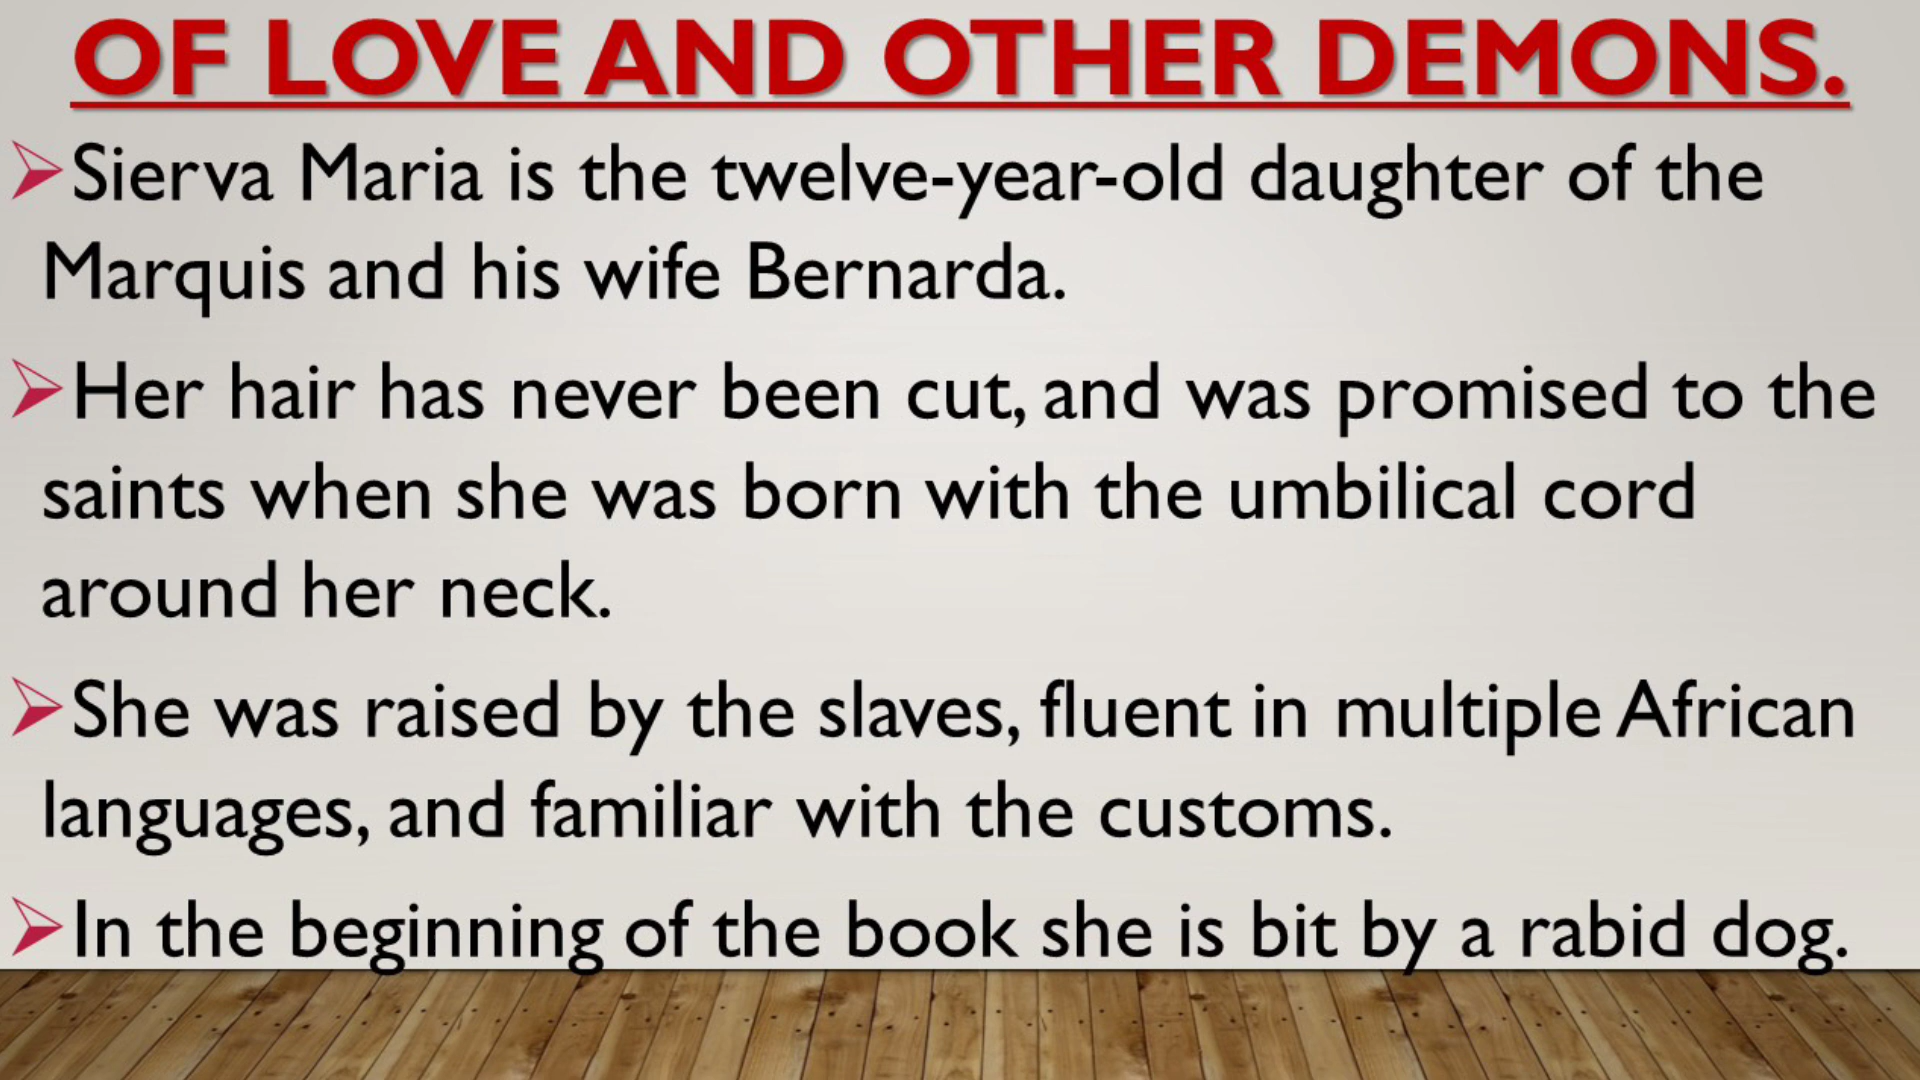 OF LOVE AND OTHER DEMONS.
Sierva Maria is the twelve-year-old daughter of the
Marquis and his wife Bernarda.
Her hair has never been cut, and was promised to the
saints when she was born with the umbilical cord
around her neck.
She was raised by the slaves, fluent in multiple African
languages, and familiar with the customs.
In the beginning of the book she is bit by a rabid dog.